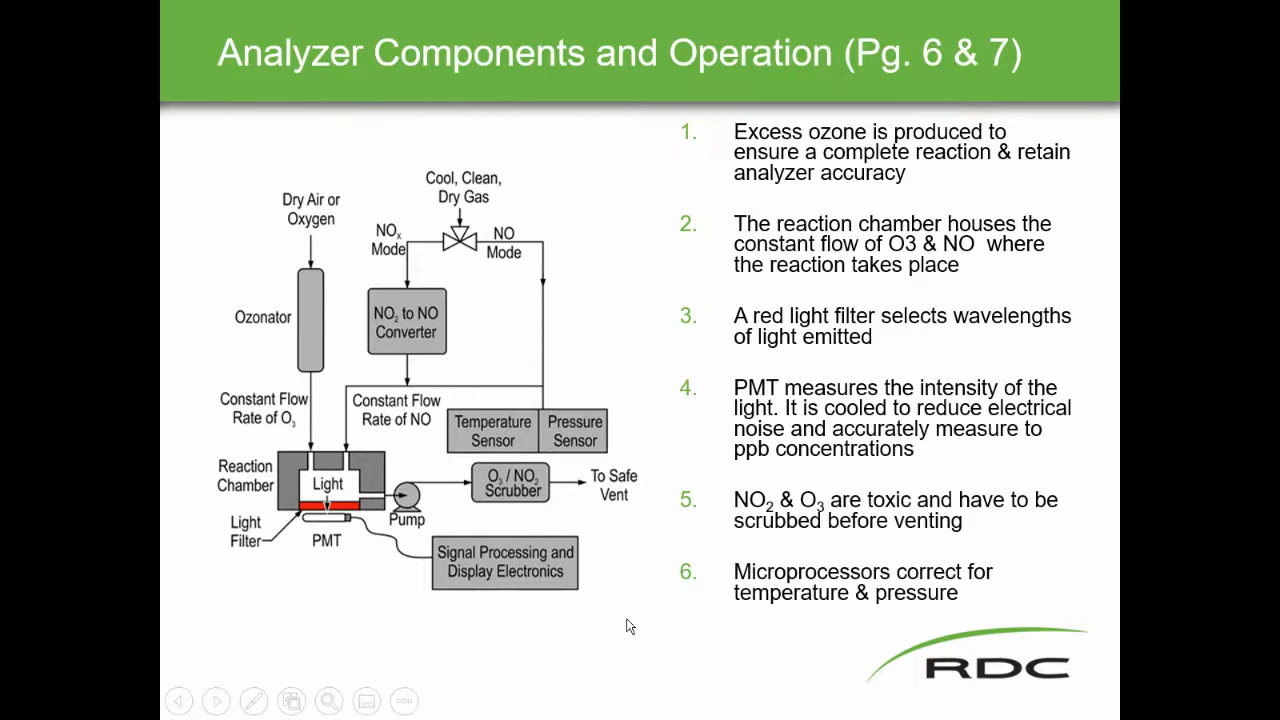 Analyzer Components and Operation (Pg. 6 & 7)
Cool, Clean,
Dry Gas
Dry Air or
Oxygen
NOx
Mode
NO
Mode
Ozonator
NO2 to NO
Converter
Constant Flow
Rate of O3
Constant Flow
Rate of NO
Temperature
Sensor
Pressure
Sensor
Reaction
Chamber
Light
O3 / NO2
Scrubber
To Safe
Vent
Pump
Light
Filter
PMT
Signal Processing and
Display Electronics
1. Excess ozone is produced to
ensure a complete reaction & retain
analyzer accuracy
2. The reaction chamber houses the
constant flow of O3 & NO where
the reaction takes place
3. A red light filter selects wavelengths
of light emitted
4. PMT measures the intensity of the
light. It is cooled to reduce electrical
noise and accurately measure to
ppb concentrations
5. NO2 & O3 are toxic and have to be
scrubbed before venting
6. Microprocessors correct for
temperature & pressure
RDC